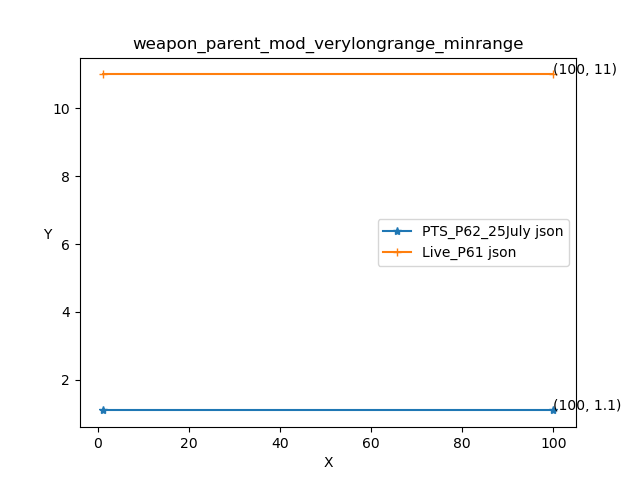 weapon_parent_mod_verylongrange_minrange
(100, 11)
10
8
6
4
2
Y
PTS_P62_25July json
Live_P61 json
(100, 1.1)
0 20 40 60 80 100
X